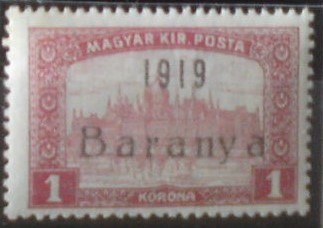 MAGYAR KIR. POSTA
1919
Baranya
1 KORONA 1